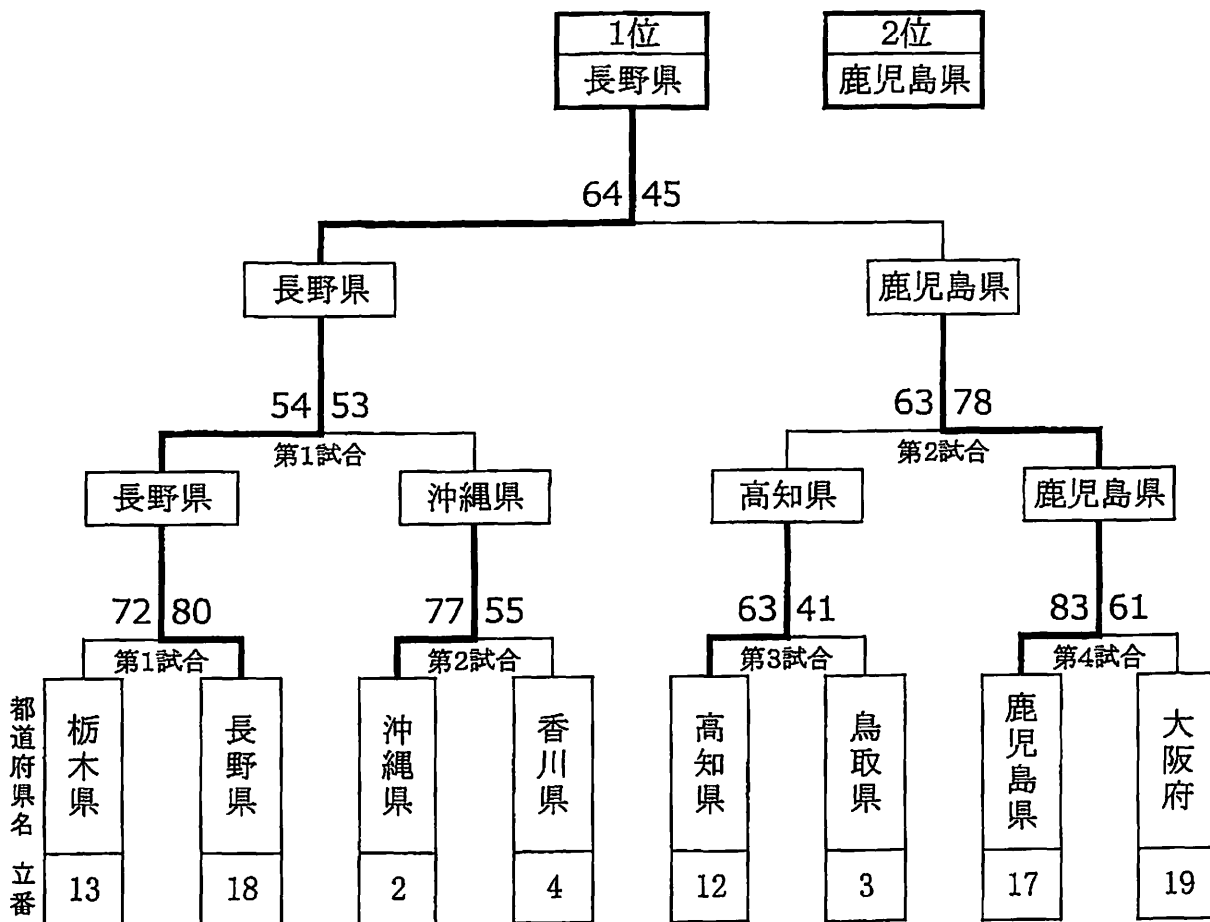 1位 2位
長野県 鹿児島県
64 45
長野県 鹿児島県
54 53 63 78
第1試合 第2試合
長野県 沖縄県 高知県 鹿児島県
72 80 77 55 63 41 83 61
第1試合 第2試合 第3試合 第4試合
都道府県名 栃木県 長野県 沖縄県 香川県 高知県 鳥取県 鹿児島県 大阪府
立番 13 18 2 4 12 3 17 19